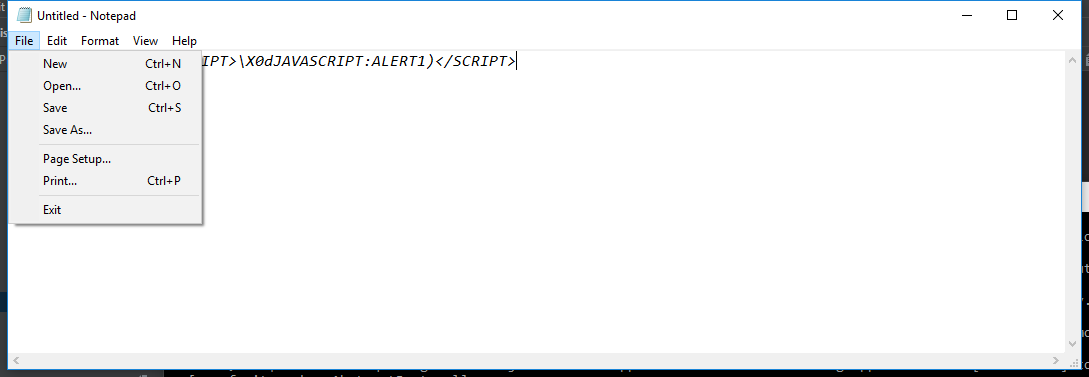 Untitled - Notepad
File Edit Format View Help
IPT>\X0dJAVASCRIPT:ALERT1)</SCRIPT>
New Ctrl+N
Open... Ctrl+O
Save Ctrl+S
Save As...
Page Setup...
Print... Ctrl+P
Exit